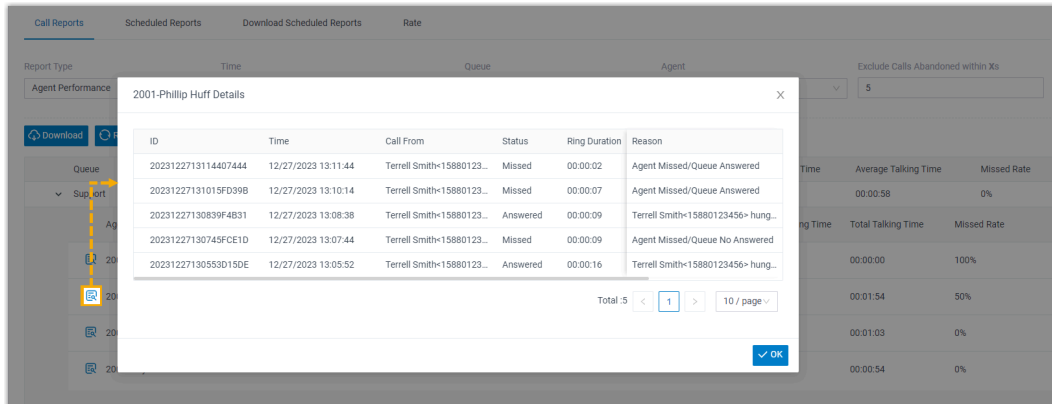 Call Reports Scheduled Reports Download Scheduled Reports Rate
Report Type Time Queue Agent Exclude Calls Abandoned within Xs
Agent Performance 5
2001-Phillip Huff Details
Download
ID Time Call From Status Ring Duration Reason
2023122713114407444 12/27/2023 13:11:44 Terrell Smith<15880123... Missed 00:00:02 Agent Missed/Queue Answered
20231227131015FD39B 12/27/2023 13:10:14 Terrell Smith<15880123... Missed 00:00:07 Agent Missed/Queue Answered
20231227130839F4B31 12/27/2023 13:08:38 Terrell Smith<15880123... Answered 00:00:09 Terrell Smith<15880123456> hung...
20231227130745FCE1D 12/27/2023 13:07:44 Terrell Smith<15880123... Missed 00:00:09 Agent Missed/Queue No Answered
20231227130553D15DE 12/27/2023 13:05:52 Terrell Smith<15880123... Answered 00:00:16 Terrell Smith<15880123456> hung...
Total :5 < 1 > 10 / page
OK
Queue Time Average Talking Time Missed Rate
Support 00:00:58 0%
Time Total Talking Time Missed Rate
00:00:00 100%
00:01:54 50%
00:01:03 0%
00:00:54 0%